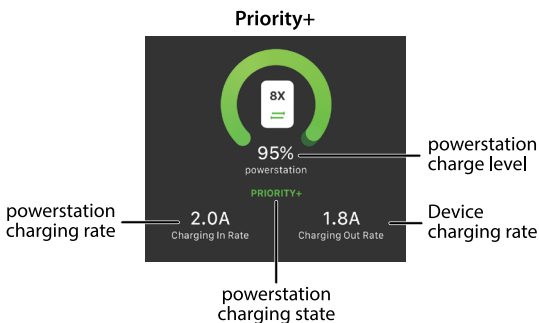 Priority+
8X
95%
powerstation
PRIORITY+
2.0A
Charging In Rate
1.8A
Charging Out Rate
powerstation
charge level
powerstation
charging rate
Device
charging rate
powerstation
charging state